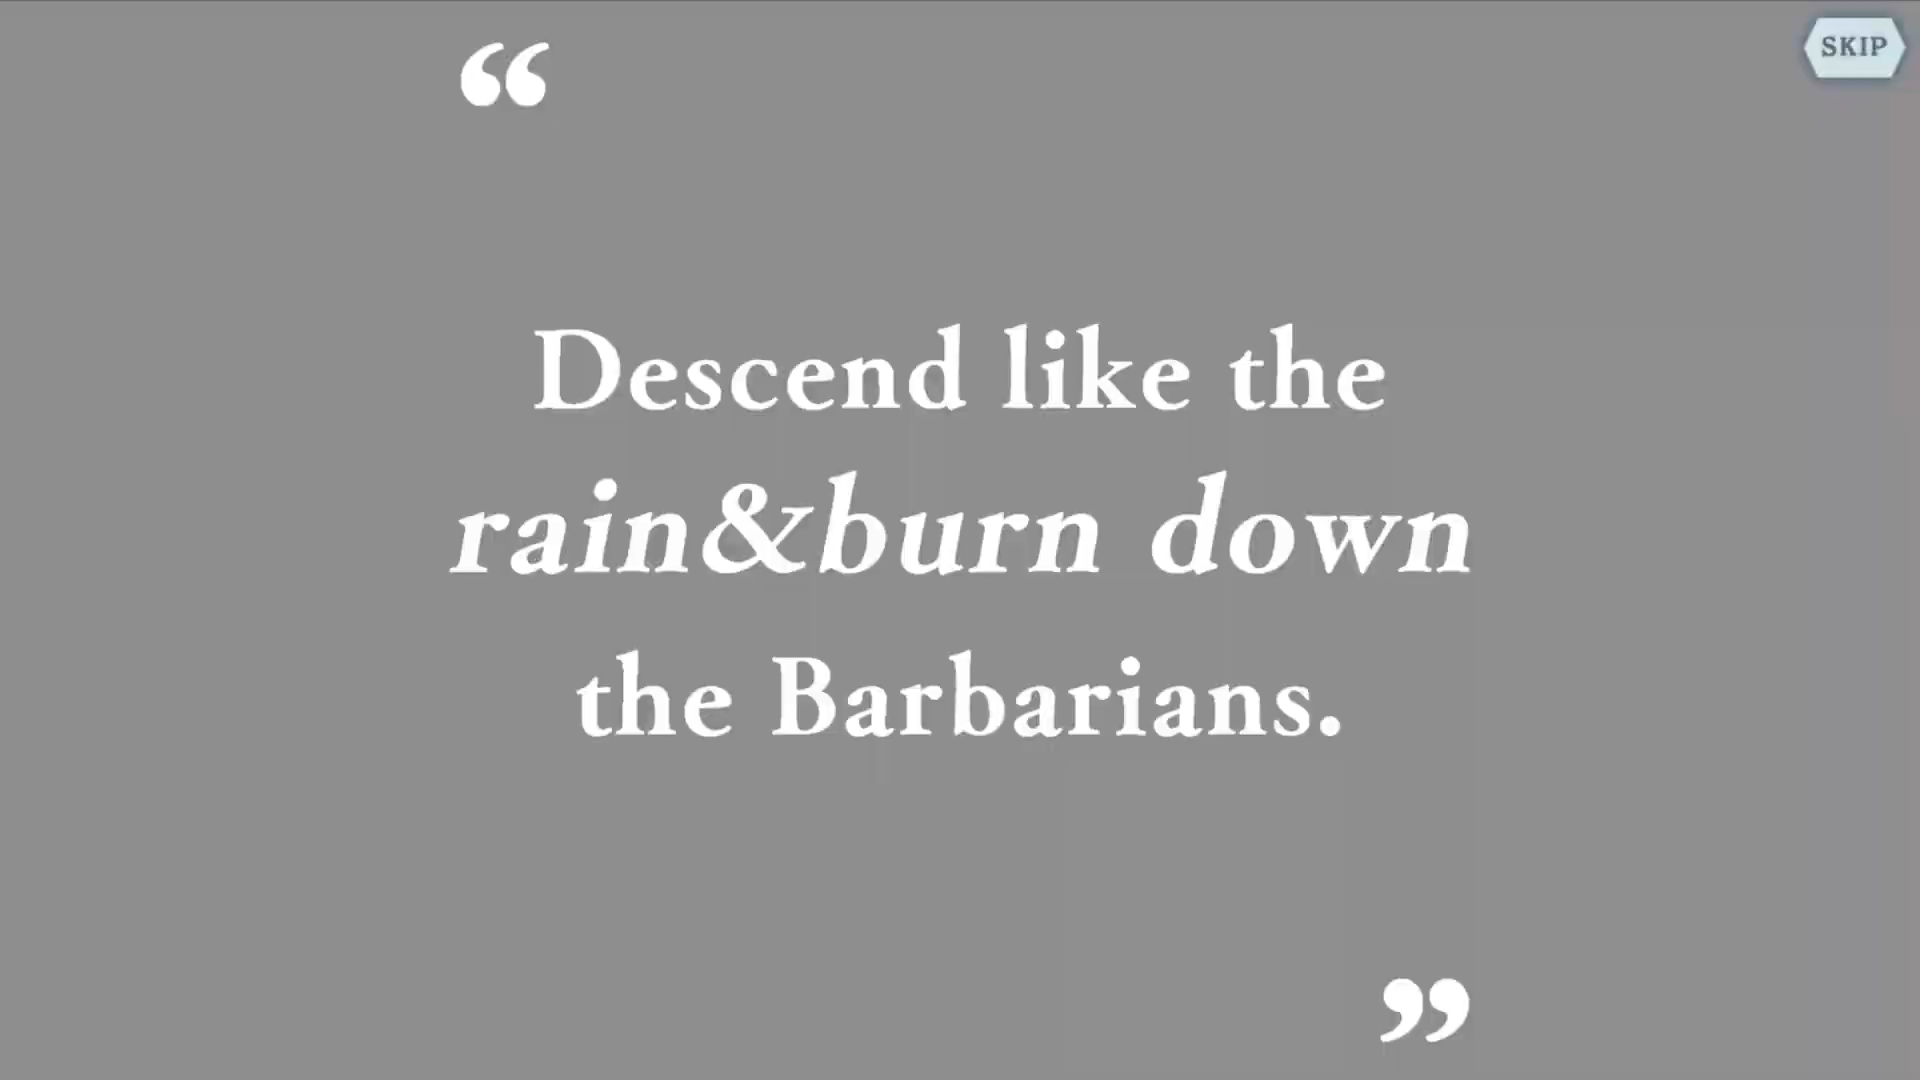 SKIP
“
Descend like the
rain&burn down
the Barbarians.
”